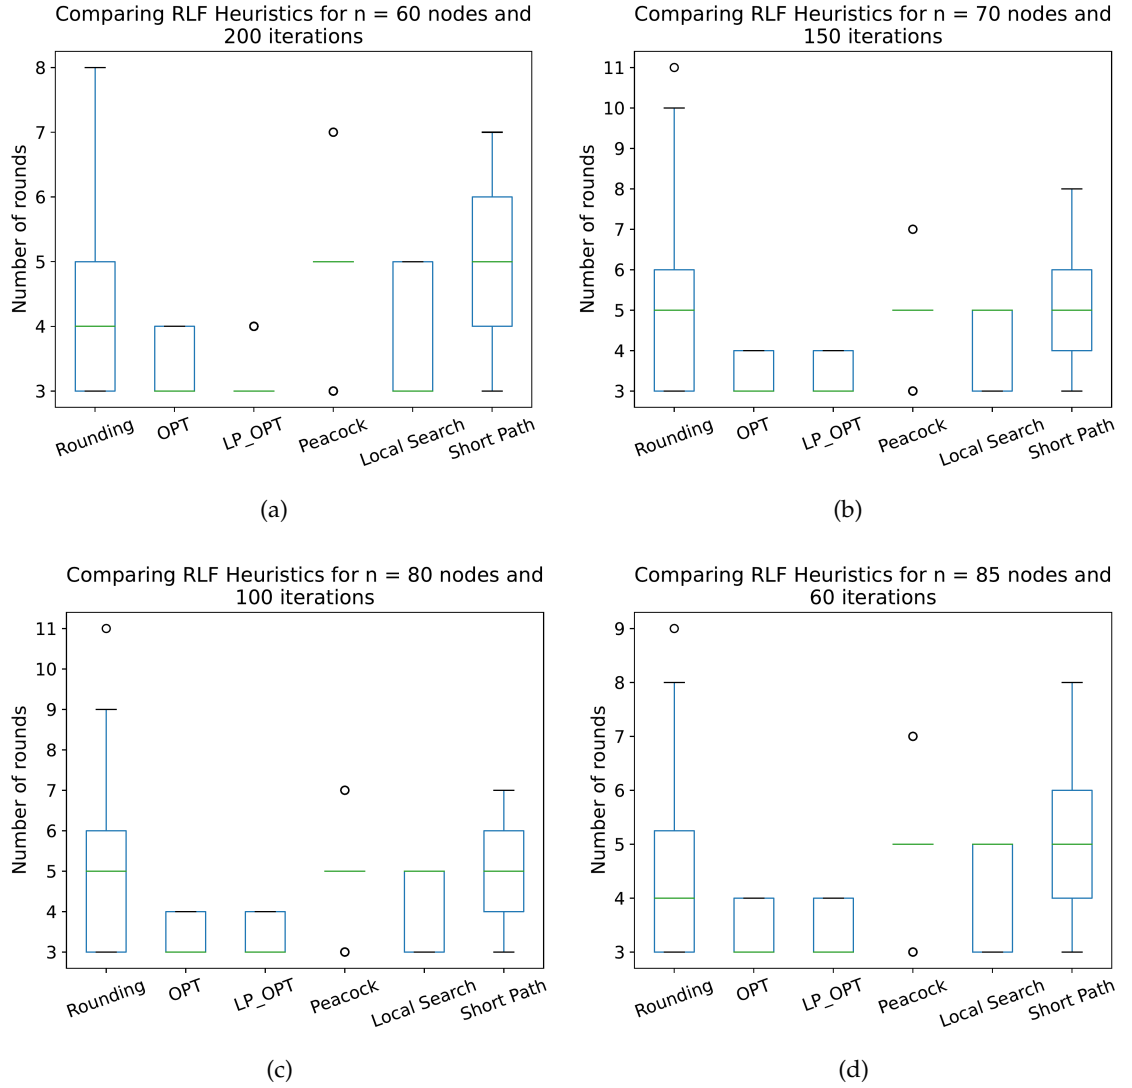 Comparing RLF Heuristics for n = 60 nodes and
200 iterations
Number of rounds
8
7
6
5
4
3
Rounding
OPT
LP_OPT
Peacock
Local Search
Short Path
(a)
Comparing RLF Heuristics for n = 70 nodes and
150 iterations
Number of rounds
11
10
9
8
7
6
5
4
3
Rounding
OPT
LP_OPT
Peacock
Local Search
Short Path
(b)
Comparing RLF Heuristics for n = 80 nodes and
100 iterations
Number of rounds
11
10
9
8
7
6
5
4
3
Rounding
OPT
LP_OPT
Peacock
Local Search
Short Path
(c)
Comparing RLF Heuristics for n = 85 nodes and
60 iterations
Number of rounds
9
8
7
6
5
4
3
Rounding
OPT
LP_OPT
Peacock
Local Search
Short Path
(d)